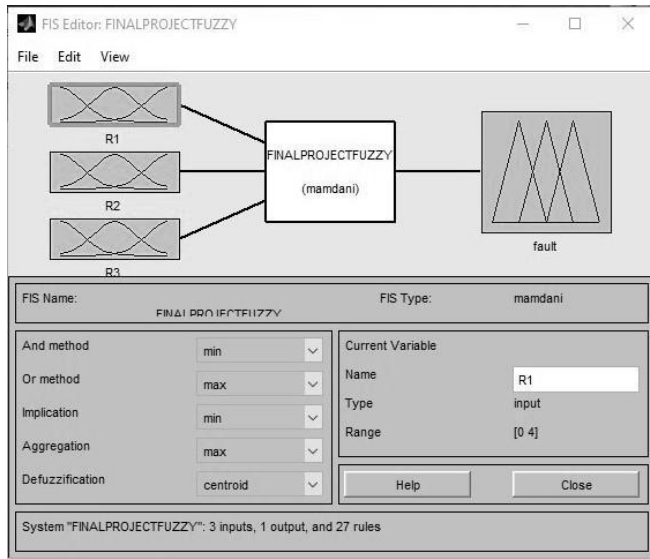 FIS Editor: FINALPROJECTFUZZY
File Edit View
R1
R2
R3
FINALPROJECTFUZZY
(mamdani)
fault
FIS Name: FINALPROJECTFUZZY FIS Type: mamdani
And method min
Or method max
Implication min
Aggregation max
Defuzzification centroid
Current Variable
Name R1
Type input
Range [0 4]
Help Close
System "FINALPROJECTFUZZY": 3 inputs, 1 output, and 27 rules